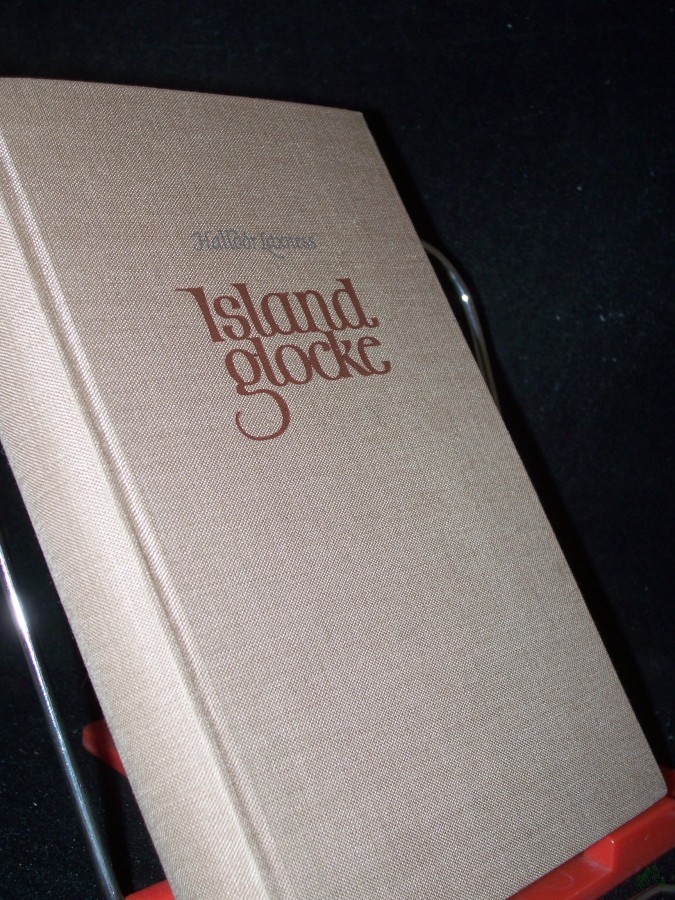 Halldór Laxness
Island
glocke